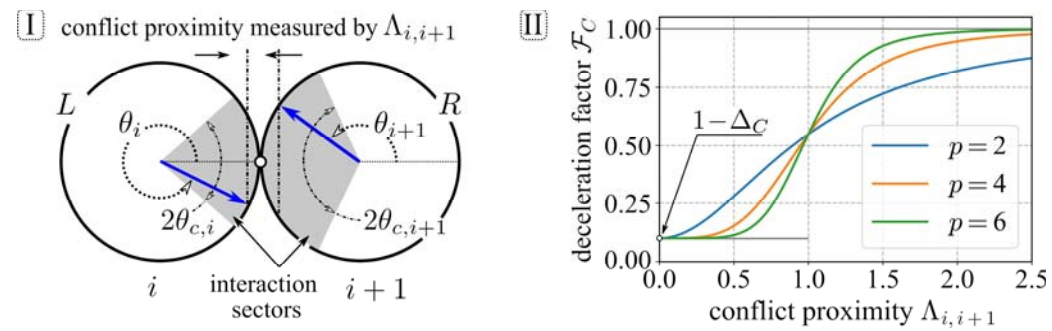 I
conflict proximity measured by Λ_{i,i+1}
L
R
θ_i
θ_{i+1}
2θ_{c,i}
2θ_{c,i+1}
i
interaction
sectors
i + 1
II
deceleration factor 𝓕_C
1.00
0.75
0.50
0.25
0.00
1−Δ_C
p = 2
p = 4
p = 6
0.0 0.5 1.0 1.5 2.0 2.5
conflict proximity Λ_{i, i+1}